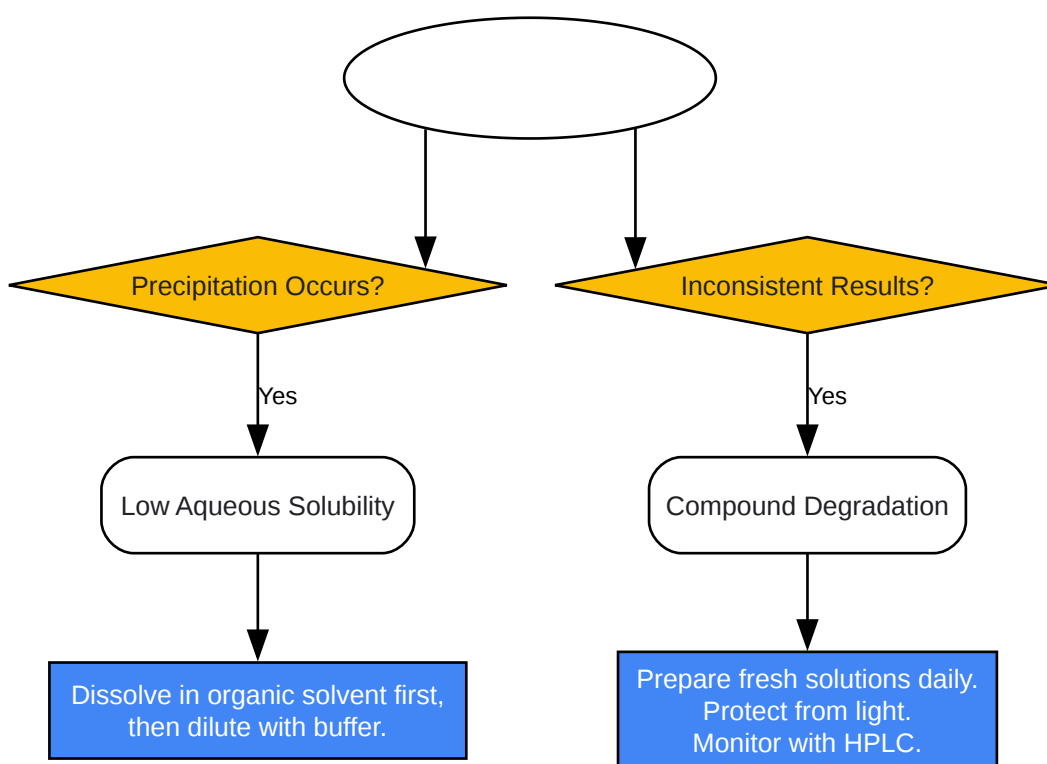 Precipitation Occurs?
Inconsistent Results?
Yes
Yes
Low Aqueous Solubility
Compound Degradation
Dissolve in organic solvent first,
then dilute with buffer.
Prepare fresh solutions daily.
Protect from light.
Monitor with HPLC.